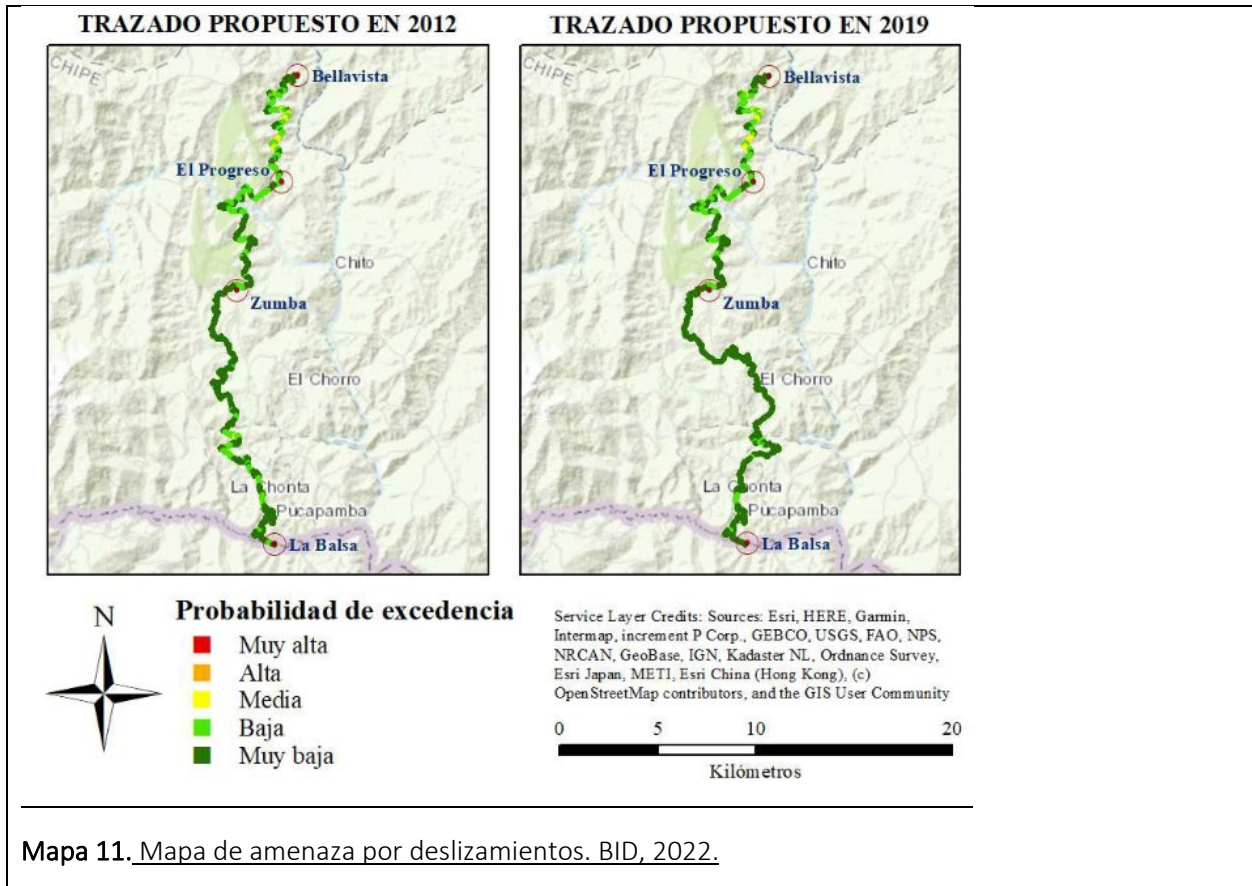 TRAZADO PROPUESTO EN 2012
CHIPE
Bellavista
El Progreso
Chito
Zumba
El Chorro
La Chonta
Pucapamba
La Balsa
TRAZADO PROPUESTO EN 2019
CHIPE
Bellavista
El Progreso
Chito
Zumba
El Chorro
La Chonta
Pucapamba
La Balsa
N
Probabilidad de excedencia
Muy alta
Alta
Media
Baja
Muy baja
Service Layer Credits: Sources: Esri, HERE, Garmin,
Intermap, increment P Corp., GEBCO, USGS, FAO, NPS,
NRCAN, GeoBase, IGN, Kadaster NL, Ordnance Survey,
Esri Japan, METI, Esri China (Hong Kong), (c)
OpenStreetMap contributors, and the GIS User Community
0 5 10 20
Kilómetros
Mapa 11. Mapa de amenaza por deslizamientos. BID, 2022.